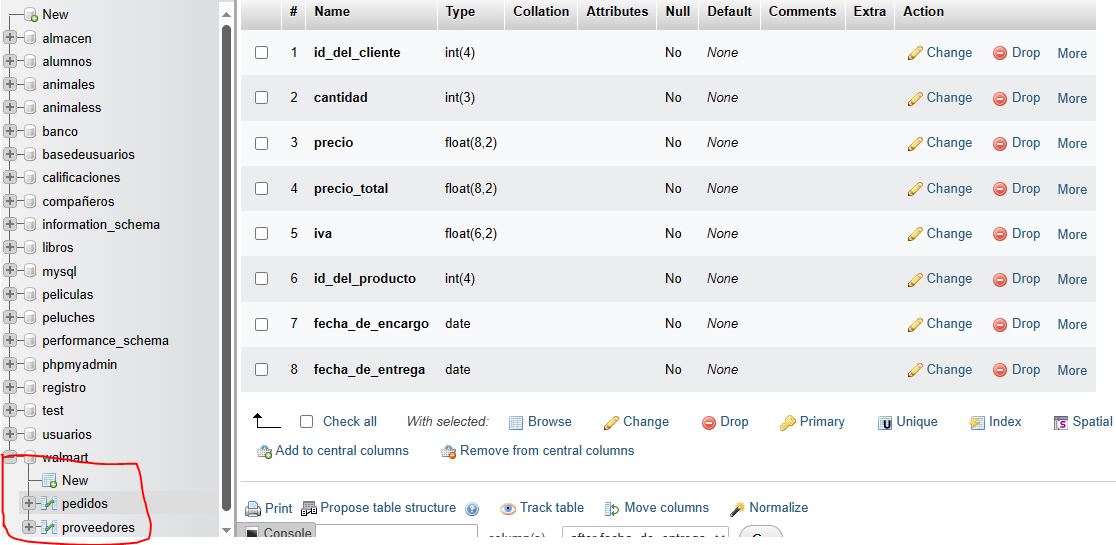 New
almacen
alumnos
animales
animaless
banco
basedeusuarios
calificaciones
compañeros
information_schema
libros
mysql
peliculas
peluches
performance_schema
phpmyadmin
registro
test
usuarios
walmart
New
pedidos
proveedores
# Name Type Collation Attributes Null Default Comments Extra Action
1 id_del_cliente int(4) No None Change Drop More
2 cantidad int(3) No None Change Drop More
3 precio float(8,2) No None Change Drop More
4 precio_total float(8,2) No None Change Drop More
5 iva float(6,2) No None Change Drop More
6 id_del_producto int(4) No None Change Drop More
7 fecha_de_encargo date No None Change Drop More
8 fecha_de_entrega date No None Change Drop More
Check all With selected: Browse Change Drop Primary Unique Index Spatial
Add to central columns Remove from central columns
Print Propose table structure Track table Move columns Normalize
Console column(s) after fecha_de_entrega